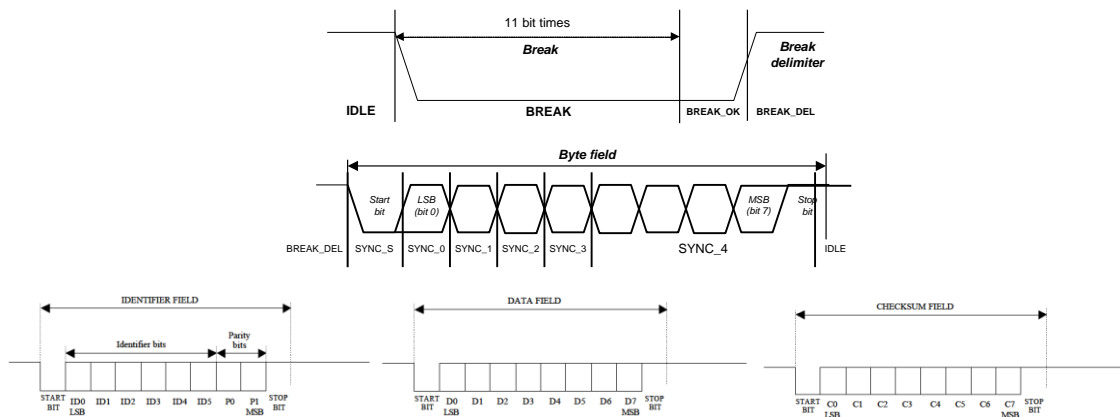 11 bit times
Break
Break
delimiter
IDLE
BREAK
BREAK_OK
BREAK_DEL
Byte field
Start
bit
LSB
(bit 0)
MSB
(bit 7)
Stop
bit
BREAK_DEL
SYNC_S
SYNC_0
SYNC_1
SYNC_2
SYNC_3
SYNC_4
IDLE
IDENTIFIER FIELD
Identifier bits
Parity
bits
START
BIT
ID0
LSB
ID1
ID2
ID3
ID4
ID5
P0
P1
MSB
STOP
BIT
DATA FIELD
START
BIT
D0
LSB
D1
D2
D3
D4
D5
D6
D7
MSB
STOP
BIT
CHECKSUM FIELD
START
BIT
C0
LSB
C1
C2
C3
C4
C5
C6
C7
MSB
STOP
BIT